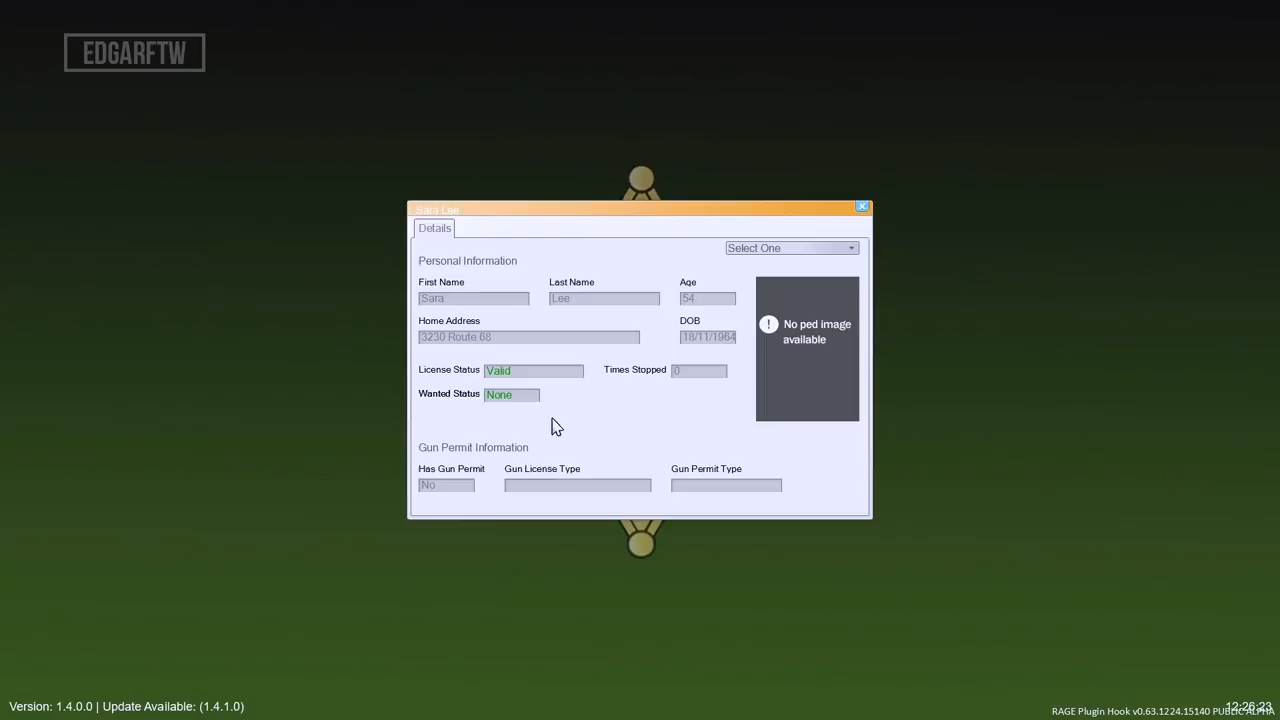 EDGARFTW
Sara Lee
Details
Select One
Personal Information
First Name Last Name Age
Sara Lee 54
Home Address DOB
3230 Route 68 18/11/1964
No ped image
available
License Status Valid Times Stopped 0
Wanted Status None
Gun Permit Information
Has Gun Permit Gun License Type Gun Permit Type
No
Version: 1.4.0.0 | Update Available: (1.4.1.0)
12:26:23
RAGE Plugin Hook v0.63.1224.15140 PUBLIC ALPHA